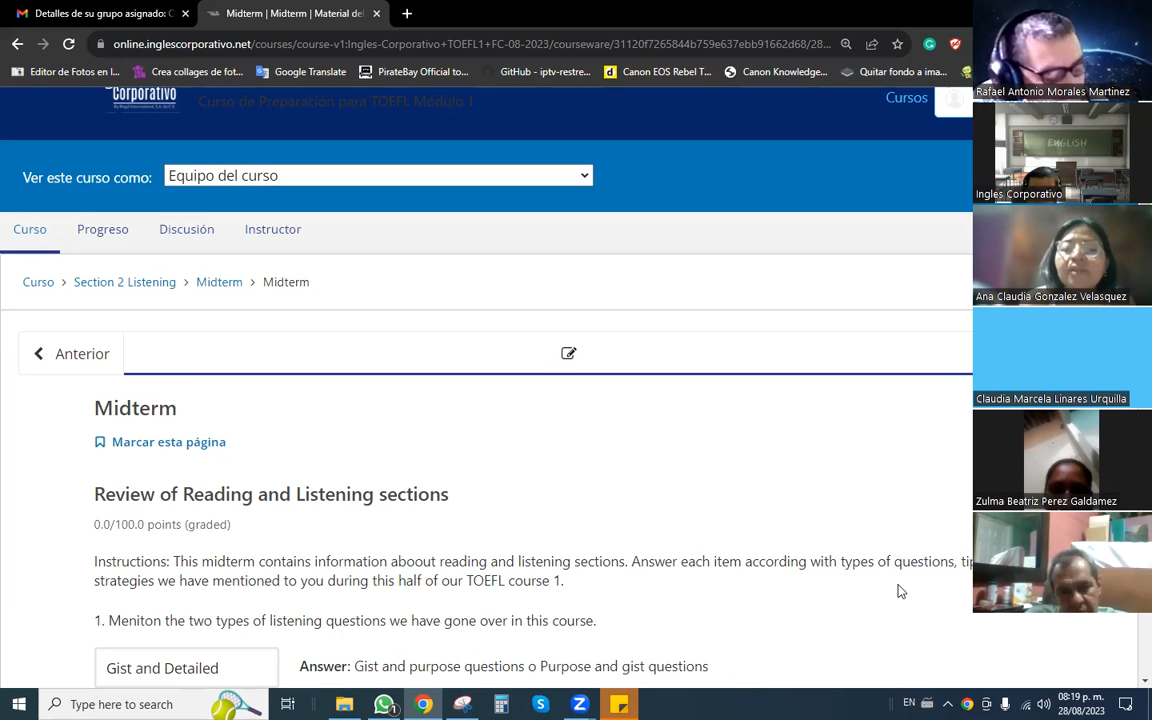 Detalles de su grupo asignado: C
Midterm | Midterm | Material del
online.inglescorporativo.net/courses/course-v1:Ingles-Corporativo+TOEFL1+FC-08-2023/courseware/31120f7265844b759e637ebb91662d68/28...
Editor de Fotos en l...
Crea collages de fot...
Google Translate
PirateBay Official to...
GitHub - iptv-restre...
Canon EOS Rebel T...
Canon Knowledge...
Quitar fondo a ima...
Corporativo
Curso de Preparación para TOEFL Módulo 1
Cursos
Ver este curso como:
Equipo del curso
Curso
Progreso
Discusión
Instructor
Curso > Section 2 Listening > Midterm > Midterm
Anterior
Midterm
Marcar esta página
Review of Reading and Listening sections
0.0/100.0 points (graded)
Instructions: This midterm contains information aboout reading and listening sections. Answer each item according with types of questions, tip
strategies we have mentioned to you during this half of our TOEFL course 1.
1. Meniton the two types of listening questions we have gone over in this course.
Gist and Detailed
Answer: Gist and purpose questions o Purpose and gist questions
Rafael Antonio Morales Martinez
ENGLISH
Ingles Corporativo
Ana Claudia Gonzalez Velasquez
Claudia Marcela Linares Urquilla
Zulma Beatriz Perez Galdamez
Type here to search
1
EN
08:19 p. m.
28/08/2023